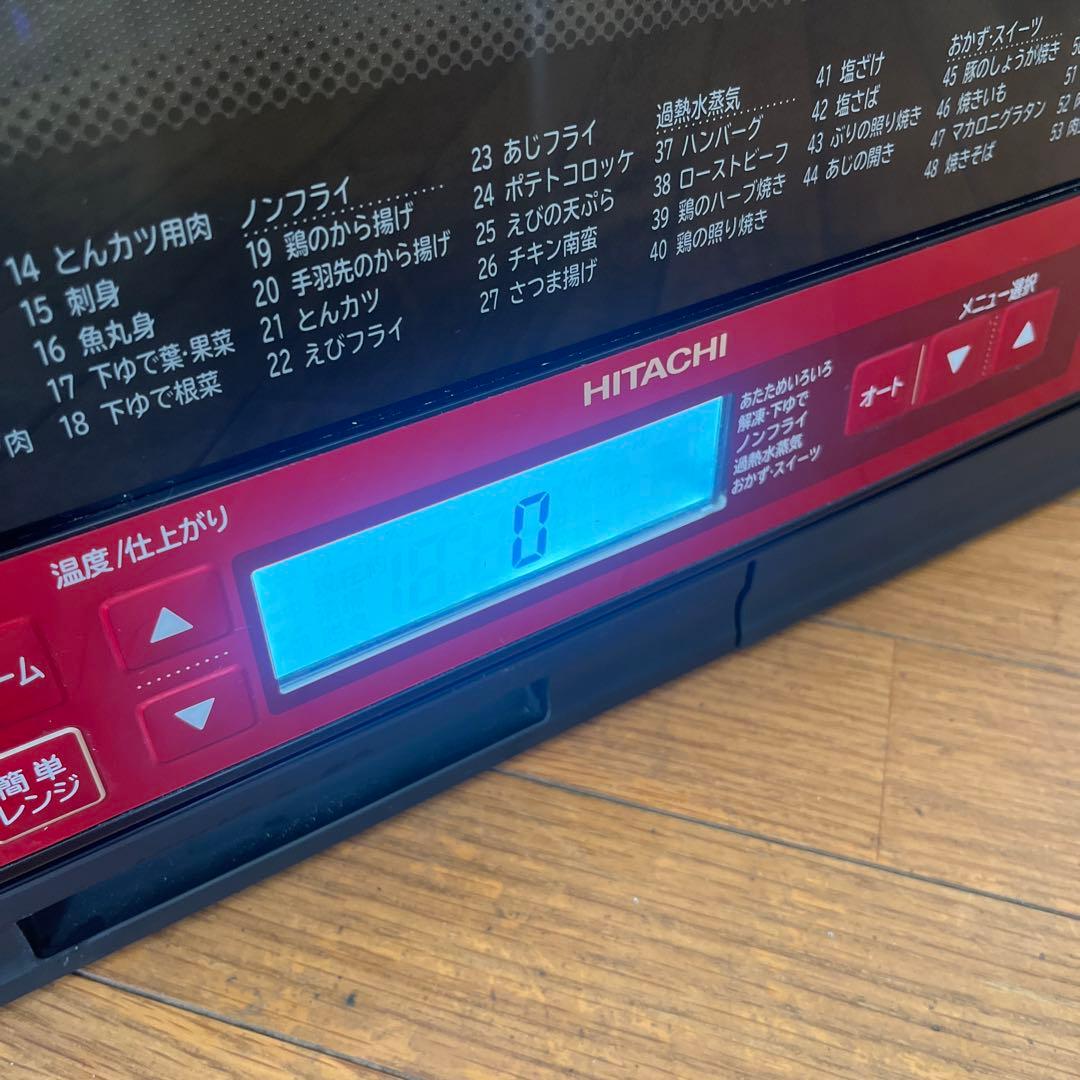 14 とんカツ用肉
15 刺身
16 魚丸身
17 下ゆで葉・果菜
18 下ゆで根菜
肉
ノンフライ
19 鶏のから揚げ
20 手羽先のから揚げ
21 とんカツ
22 えびフライ
23 あじフライ
24 ポテトコロッケ
25 えびの天ぷら
26 チキン南蛮
27 さつま揚げ
過熱水蒸気
37 ハンバーグ
38 ローストビーフ
39 鶏のハーブ焼き
40 鶏の照り焼き
41 塩ざけ
42 塩さば
43 ぶりの照り焼き
44 あじの開き
おかず・スイーツ
45 豚のしょうが焼き
46 焼きいも
47 マカロニグラタン
48 焼きそば
51
52
53 肉
HITACHI
あたためいろいろ
解凍・下ゆで
ノンフライ
過熱水蒸気
おかず・スイーツ
オート
メニュー選択
▼
▲
0
温度/仕上がり
▲
▼
ーム
簡単
レンジ